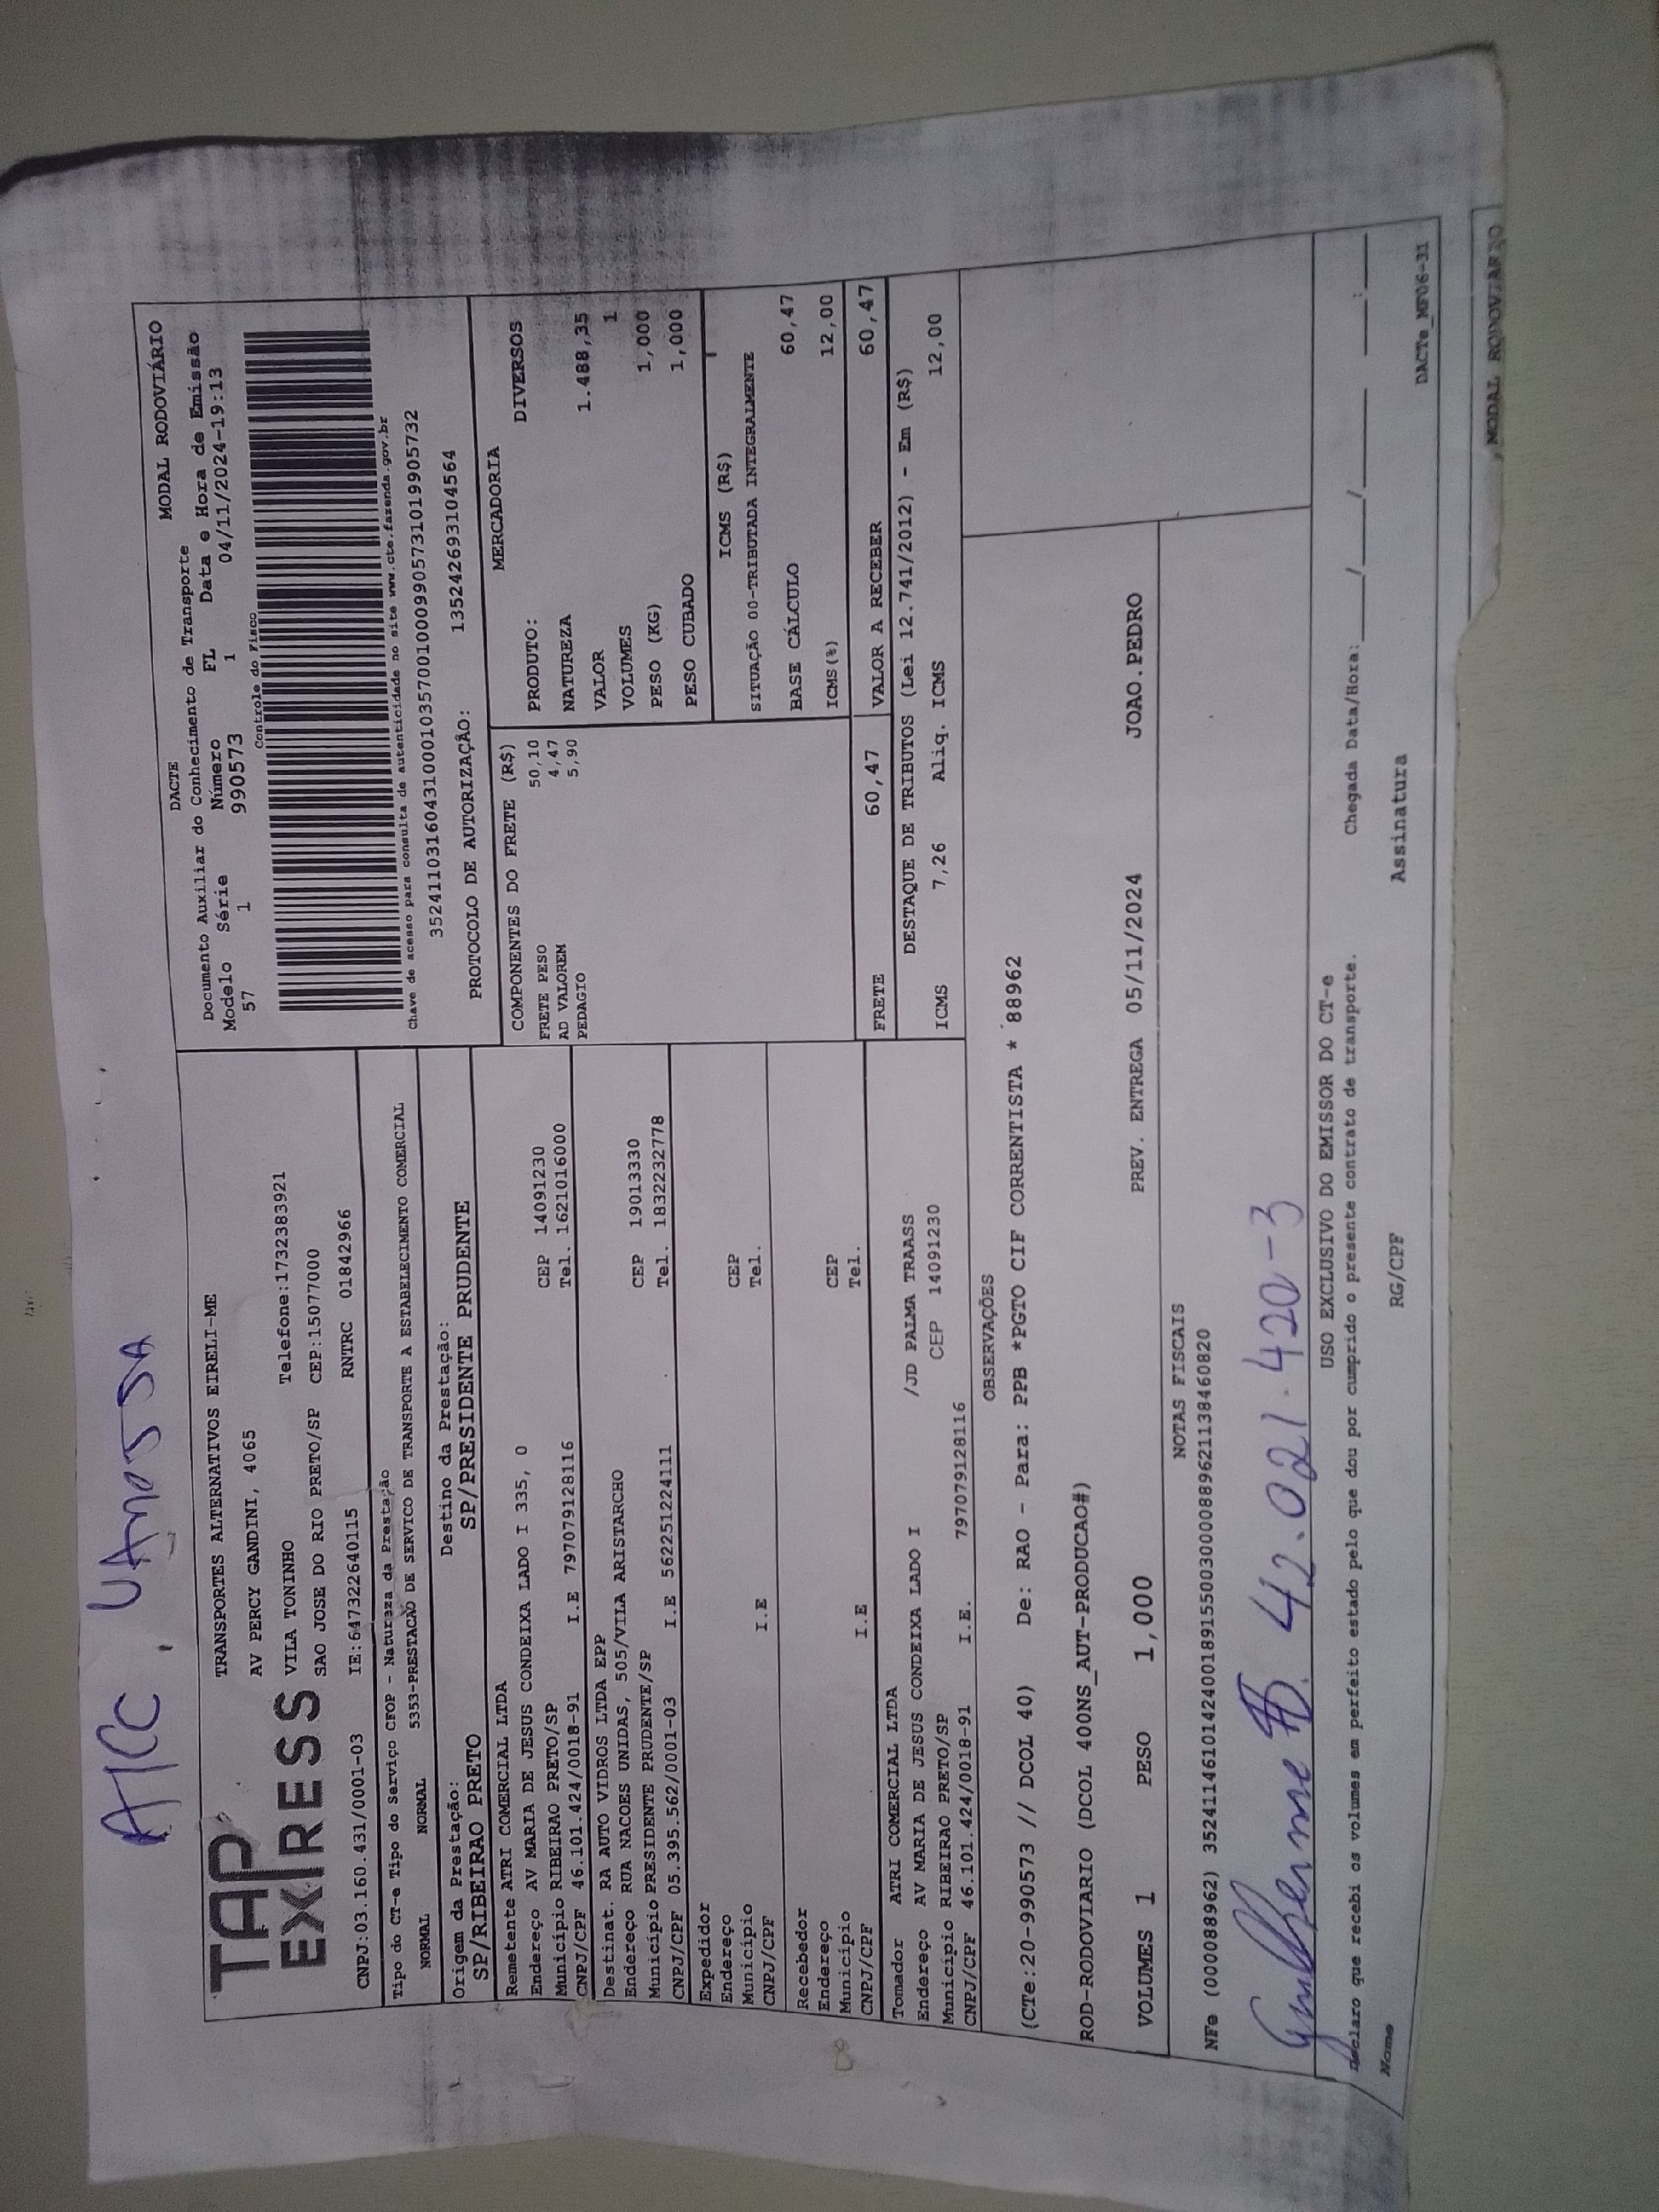 A/C. VANESSA
TAP
EXPRESS
TRANSPORTES ALTERNATIVOS EIRELI-ME
AV PERCY GANDINI, 4065
VILA TONINHO Telefone:1732383921
SAO JOSE DO RIO PRETO/SP CEP:15077000
CNPJ:03.160.431/0001-03 IE:647322640115 RNTRC 01842966
DACTE MODAL RODOVIÁRIO
Documento Auxiliar do Conhecimento de Transporte
Modelo Série Número FL Data e Hora de Emissão
57 1 990573 1 04/11/2024-19:13
Controle do Fisco
Chave de acesso para consulta de autenticidade no site www.cte.fazenda.gov.br
35241103160431000103570010009905731019905732
PROTOCOLO DE AUTORIZAÇÃO: 135242693104564
Tipo do CT-e Tipo do Serviço CFOP - Natureza da Prestação
NORMAL NORMAL 5353-PRESTACAO DE SERVICO DE TRANSPORTE A ESTABELECIMENTO COMERCIAL
Origem da Prestação: Destino da Prestação:
SP/RIBEIRAO PRETO SP/PRESIDENTE PRUDENTE
Remetente ATRI COMERCIAL LTDA
Endereço AV MARIA DE JESUS CONDEIXA LADO I 335, 0 CEP 14091230
Município RIBEIRAO PRETO/SP Tel. 1621016000
CNPJ/CPF 46.101.424/0018-91 I.E 797079128116
Destinat. RA AUTO VIDROS LTDA EPP
Endereço RUA NACOES UNIDAS, 505/VILA ARISTARCHO CEP 19013330
Município PRESIDENTE PRUDENTE/SP Tel. 1832232778
CNPJ/CPF 05.395.562/0001-03 I.E 562251224111
Expedidor
Endereço CEP
Município Tel.
CNPJ/CPF I.E
Recebedor
Endereço CEP
Município Tel.
CNPJ/CPF I.E
Tomador ATRI COMERCIAL LTDA
Endereço AV MARIA DE JESUS CONDEIXA LADO I /JD PALMA TRAASS
Município RIBEIRAO PRETO/SP CEP 14091230
CNPJ/CPF 46.101.424/0018-91 I.E. 797079128116
COMPONENTES DO FRETE (R$)
FRETE PESO 50,10
AD VALOREM 4,47
PEDAGIO 5,90
MERCADORIA
PRODUTO: DIVERSOS
NATUREZA
VALOR 1.488,35
VOLUMES 1
PESO (KG) 1,000
PESO CUBADO 1,000
ICMS (R$)
SITUAÇÃO 00-TRIBUTADA INTEGRALMENTE
BASE CÁLCULO 60,47
ICMS(%) 12,00
FRETE 60,47 VALOR A RECEBER 60,47
DESTAQUE DE TRIBUTOS (Lei 12.741/2012) - Em (R$)
ICMS 7,26 Aliq. ICMS 12,00
OBSERVAÇÕES
(CTe:20-990573 // DCOL 40) De: RAO - Para: PPB *PGTO CIF CORRENTISTA * 88962
ROD-RODOVIARIO (DCOL 400NS_AUT-PRODUCAO#)
VOLUMES 1 PESO 1,000 PREV. ENTREGA 05/11/2024 JOAO.PEDRO
NOTAS FISCAIS
NFe (000088962) 35241146101424001891550030000889621138460820
Guilherme 42.021.420-3
USO EXCLUSIVO DO EMISSOR DO CT-e
Declaro que recebi os volumes em perfeito estado pelo que dou por cumprido o presente contrato de transporte. Chegada Data/Hora:___/___/___ ___:___
Nome RG/CPF Assinatura
DACTe_MF06-31
MODAL RODOVIÁRIO